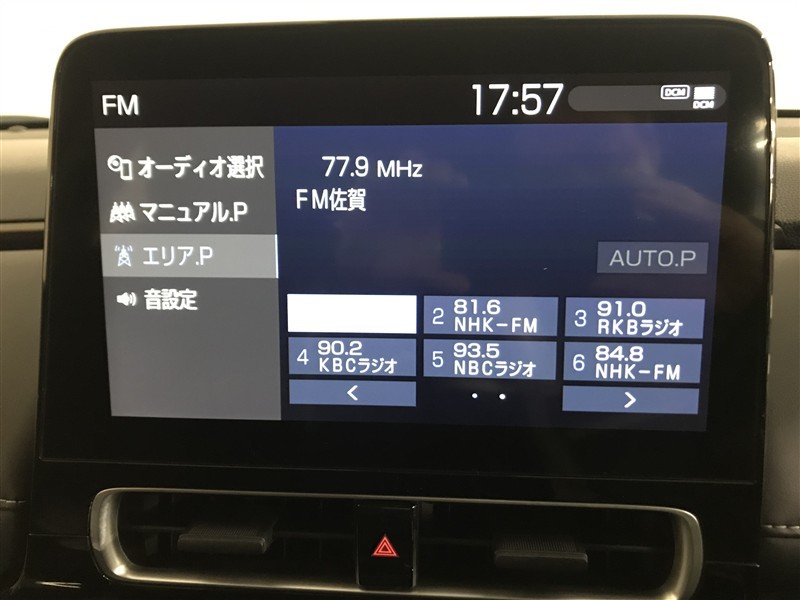 FM
17:57
DCM
DCM
オーディオ選択
マニュアル.P
エリア.P
音設定
77.9 MHz
FM佐賀
AUTO.P
2 81.6
NHK-FM
3 91.0
RKBラジオ
4 90.2
KBCラジオ
5 93.5
NBCラジオ
6 84.8
NHK-FM
<
>